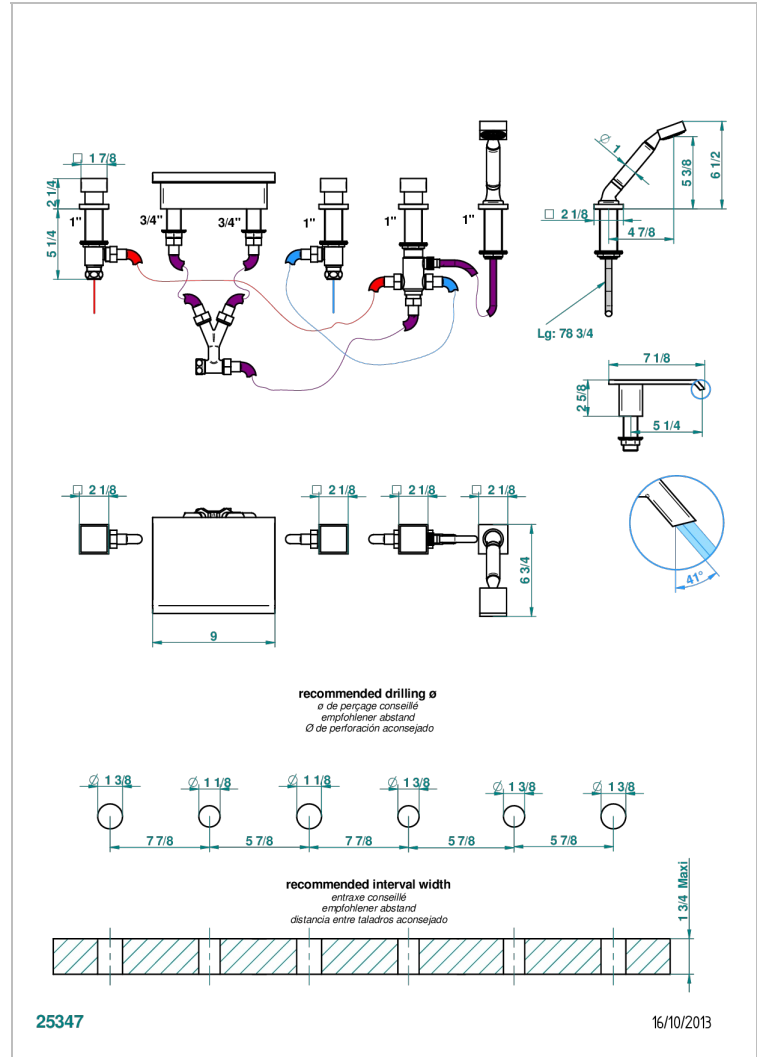 □ 1 7/8
2 1/4
5 1/4
1"
3/4"
3/4"
1"
1"
1"
Ø 1
5 3/8
6 1/2
□ 2 1/8
4 7/8
Lg: 78 3/4
7 1/8
2 5/8
5 1/4
□ 2 1/8
□ 2 1/8
□ 2 1/8
□ 2 1/8
6 3/4
9
41°
recommended drilling ø
ø de perçage conseillé
empfohlener abstand
Ø de perforación aconsejado
Ø 1 3/8
Ø 1 1/8
Ø 1 1/8
Ø 1 3/8
Ø 1 3/8
Ø 1 3/8
7 7/8
5 7/8
7 7/8
5 7/8
5 7/8
recommended interval width
entraxe conseillé
empfohlener abstand
distancia entre taladros aconsejado
1 3/4 Maxi
25347
16/10/2013